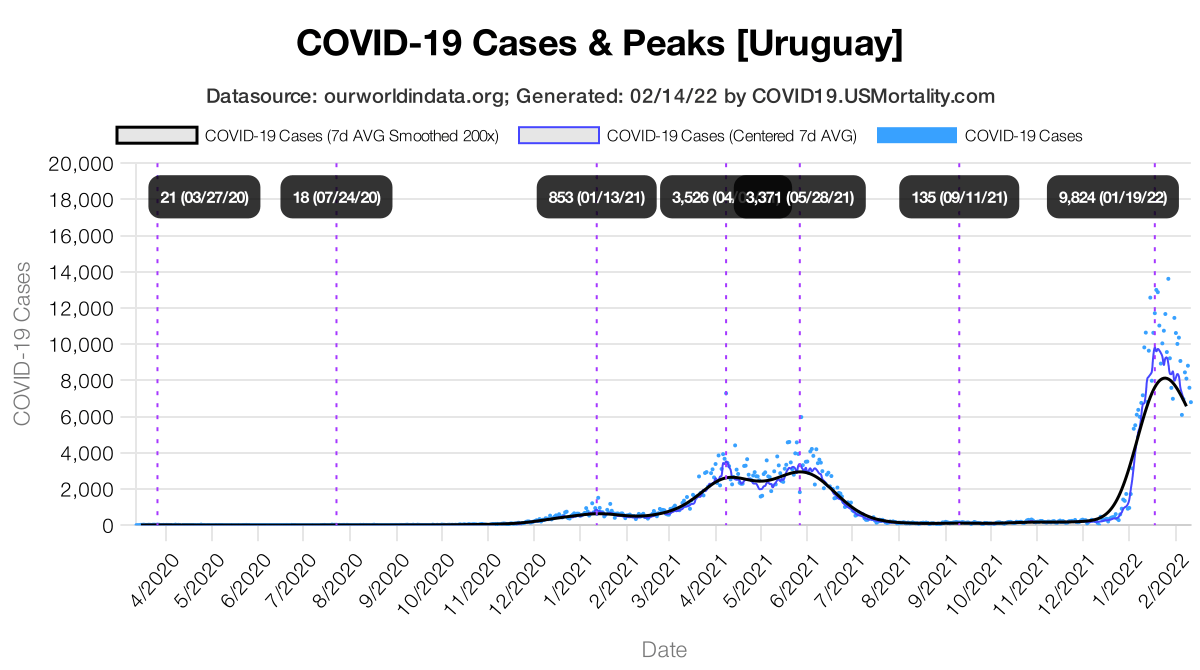 COVID-19 Cases & Peaks [Uruguay]
Datasource: ourworldindata.org; Generated: 02/14/22 by COVID19.USMortality.com
COVID-19 Cases (7d AVG Smoothed 200x) COVID-19 Cases (Centered 7d AVG) COVID-19 Cases
20,000
18,000
16,000
14,000
12,000
10,000
8,000
6,000
4,000
2,000
0
COVID-19 Cases
21 (03/27/20) 18 (07/24/20) 853 (01/13/21) 3,526 (04/ 3,371 (05/28/21) 135 (09/11/21) 9,824 (01/19/22)
4/2020 5/2020 6/2020 7/2020 8/2020 9/2020 10/2020 11/2020 12/2020 1/2021 2/2021 3/2021 4/2021 5/2021 6/2021 7/2021 8/2021 9/2021 10/2021 11/2021 12/2021 1/2022 2/2022
Date